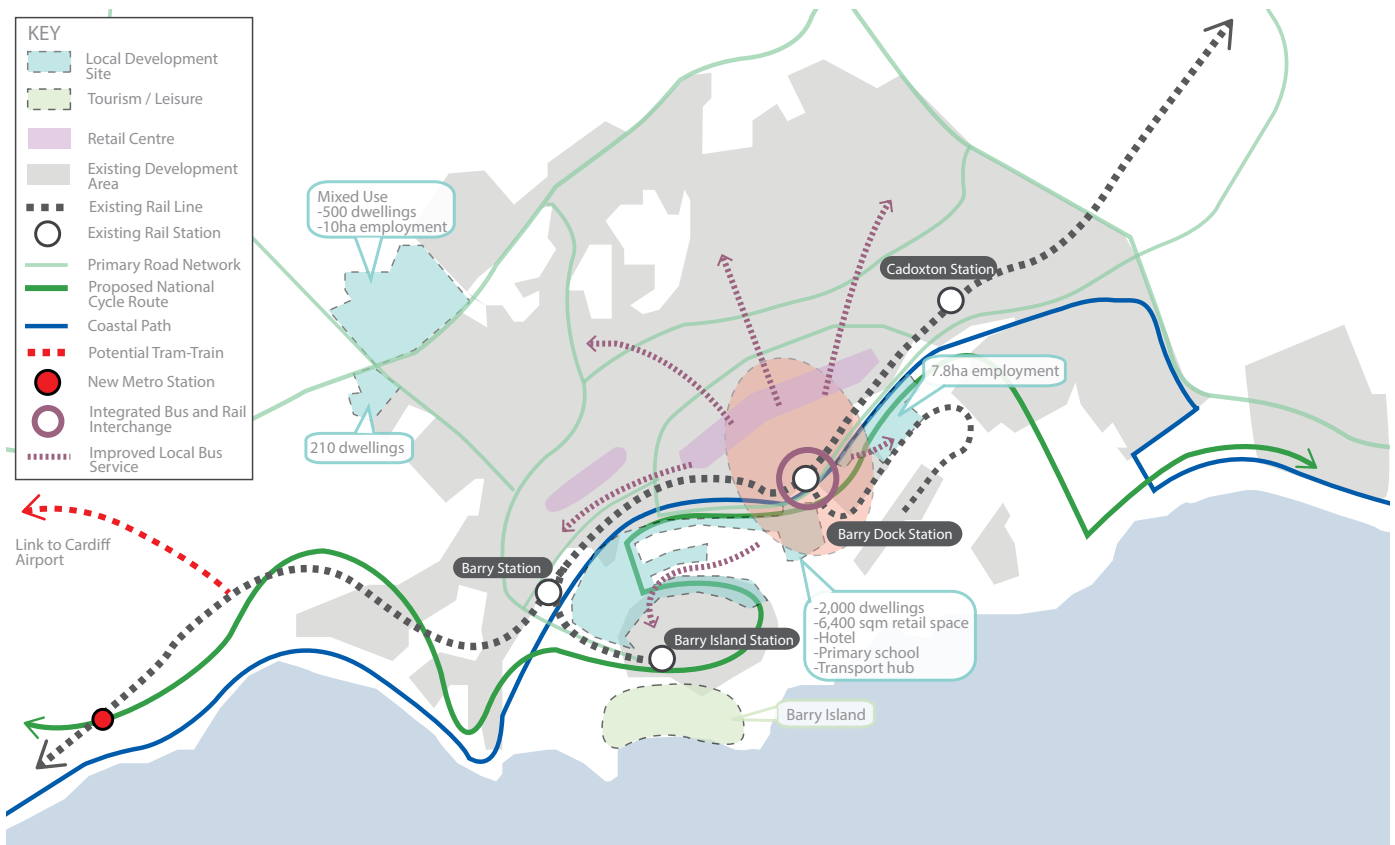 KEY
Local Development
Site
Tourism / Leisure
Retail Centre
Existing Development
Area
Existing Rail Line
Existing Rail Station
Primary Road Network
Proposed National
Cycle Route
Coastal Path
Potential Tram-Train
New Metro Station
Integrated Bus and Rail
Interchange
Improved Local Bus
Service
Mixed Use
-500 dwellings
-10ha employment
210 dwellings
Cadoxton Station
7.8ha employment
Barry Dock Station
Link to Cardiff
Airport
Barry Station
Barry Island Station
-2,000 dwellings
-6,400 sqm retail space
-Hotel
-Primary school
-Transport hub
Barry Island